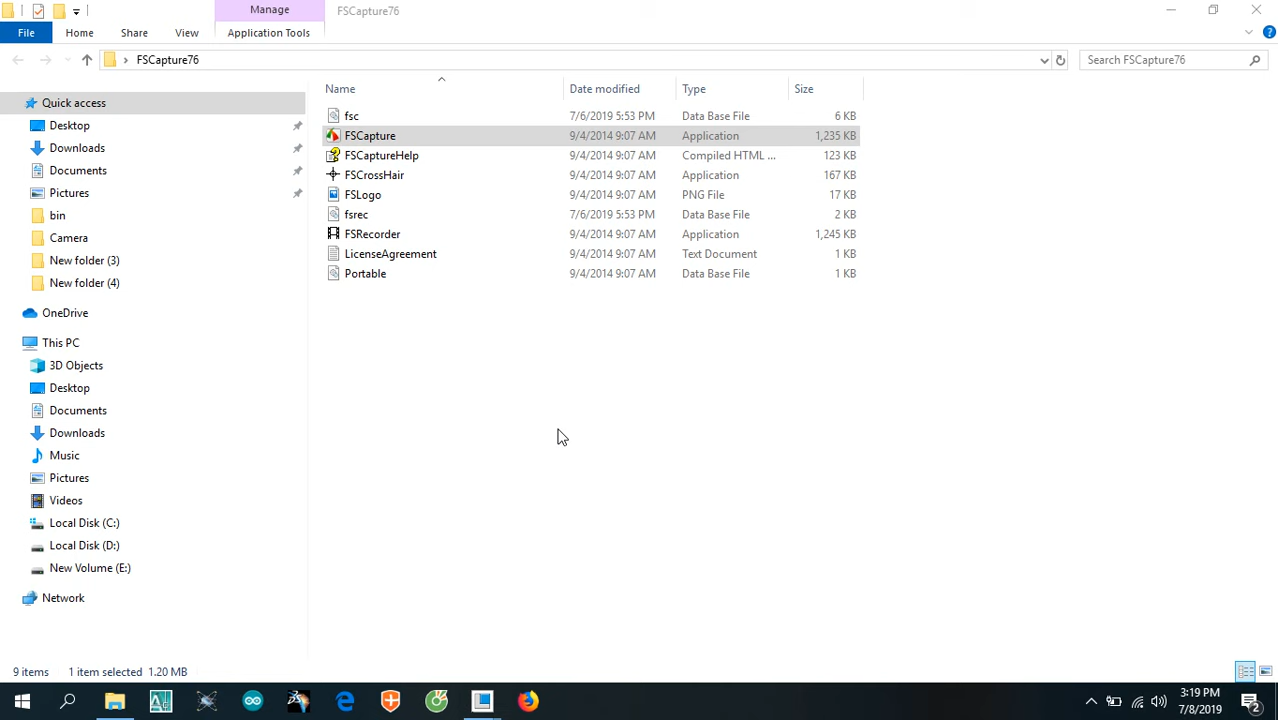 Manage
FSCapture76
File
Home
Share
View
Application Tools
FSCapture76
Search FSCapture76
Name
Date modified
Type
Size
Quick access
Desktop
Downloads
Documents
Pictures
bin
Camera
New folder (3)
New folder (4)
OneDrive
This PC
3D Objects
Desktop
Documents
Downloads
Music
Pictures
Videos
Local Disk (C:)
Local Disk (D:)
New Volume (E:)
Network
fsc 7/6/2019 5:53 PM Data Base File 6 KB
FSCapture 9/4/2014 9:07 AM Application 1,235 KB
FSCaptureHelp 9/4/2014 9:07 AM Compiled HTML ... 123 KB
FSCrossHair 9/4/2014 9:07 AM Application 167 KB
FSLogo 9/4/2014 9:07 AM PNG File 17 KB
fsrec 7/6/2019 5:53 PM Data Base File 2 KB
FSRecorder 9/4/2014 9:07 AM Application 1,245 KB
LicenseAgreement 9/4/2014 9:07 AM Text Document 1 KB
Portable 9/4/2014 9:07 AM Data Base File 1 KB
9 items 1 item selected 1.20 MB
3:19 PM
7/8/2019
2